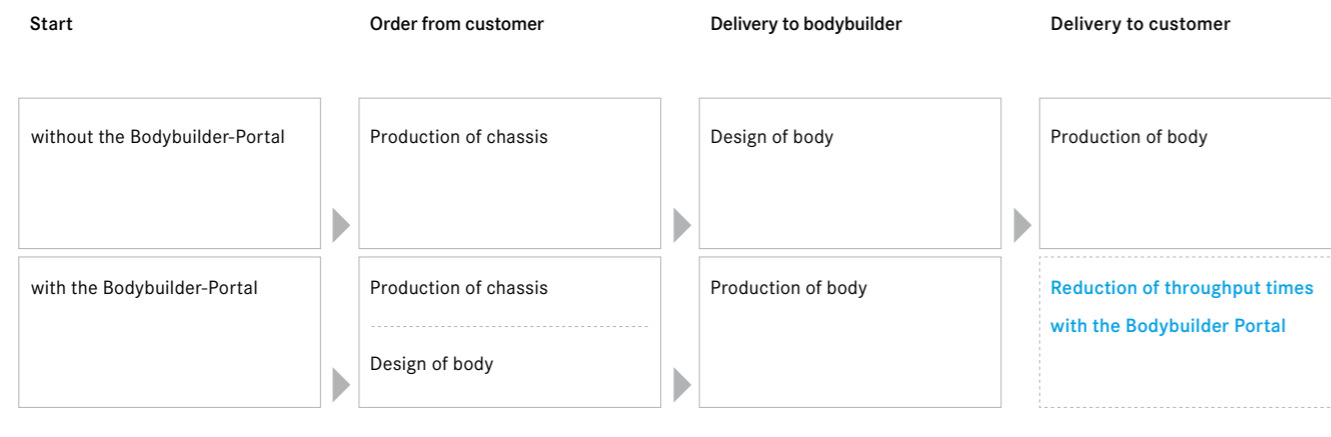 Start
Order from customer
Delivery to bodybuilder
Delivery to customer
without the Bodybuilder-Portal
Production of chassis
Design of body
Production of body
with the Bodybuilder-Portal
Production of chassis
Design of body
Production of body
Reduction of throughput times
with the Bodybuilder Portal